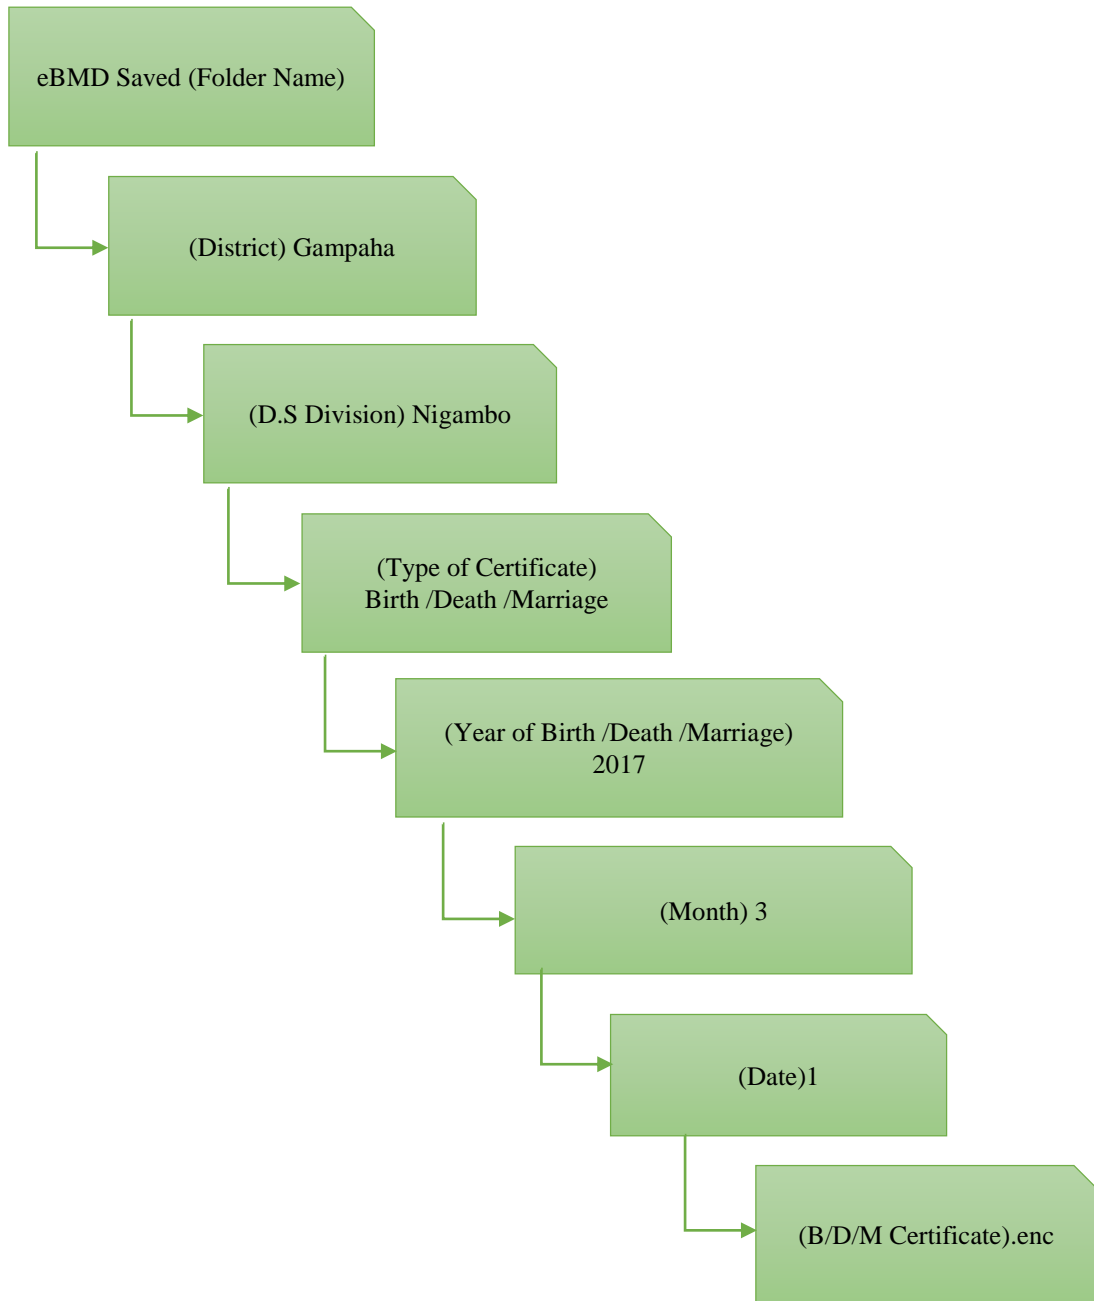 eBMD Saved (Folder Name)
(District) Gampaha
(D.S Division) Nigambo
(Type of Certificate)
Birth /Death /Marriage
(Year of Birth /Death /Marriage)
2017
(Month) 3
(Date)1
(B/D/M Certificate).enc